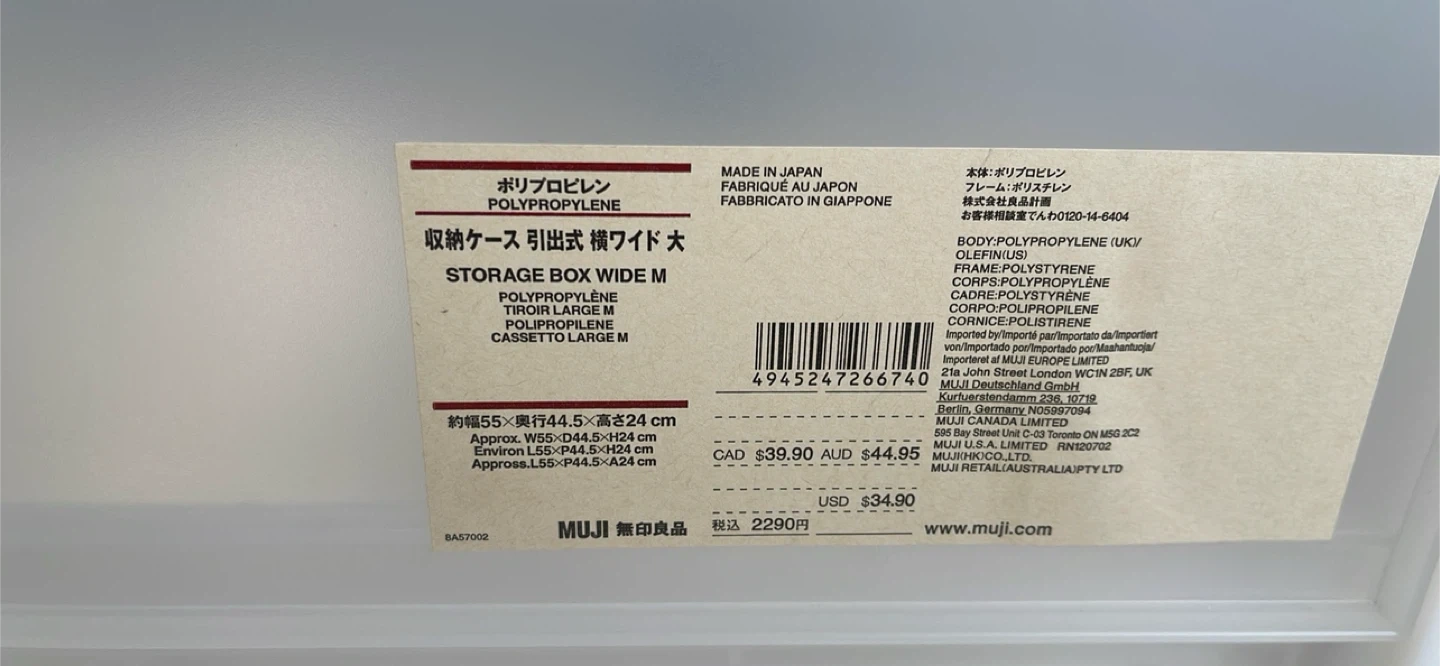 ポリプロピレン
POLYPROPYLENE
収納ケース 引出式 横ワイド 大
STORAGE BOX WIDE M
POLYPROPYLÈNE
TIROIR LARGE M
POLIPROPILENE
CASSETTO LARGE M
約幅55×奥行44.5×高さ24 cm
Approx. W55×D44.5×H24 cm
Environ L55×P44.5×H24 cm
Appross.L55×P44.5×A24 cm
BA57002
MUJI 無印良品
MADE IN JAPAN
FABRIQUÉ AU JAPON
FABBRICATO IN GIAPPONE
4945247266740
CAD $39.90 AUD $44.95
USD $34.90
税込 2290円
本体:ポリプロピレン
フレーム:ポリスチレン
株式会社良品計画
お客様相談室でんわ0120-14-6404
BODY:POLYPROPYLENE (UK)/
OLEFIN(US)
FRAME:POLYSTYRENE
CORPS:POLYPROPYLÈNE
CADRE:POLYSTYRÈNE
CORPO:POLIPROPILENE
CORNICE:POLISTIRENE
Imported by/Importé par/Importato da/Importiert
von/Importado por/Importado por/Maahantuoja/
Importeret af MUJI EUROPE LIMITED
21a John Street London WC1N 2BF, UK
MUJI Deutschland GmbH
Kurfuerstendamm 236, 10719
Berlin, Germany N05997094
MUJI CANADA LIMITED
595 Bay Street Unit C-03 Toronto ON M5G 2C2
MUJI U.S.A. LIMITED RN120702
MUJI(HK)CO.,LTD.
MUJI RETAIL(AUSTRALIA)PTY LTD
www.muji.com